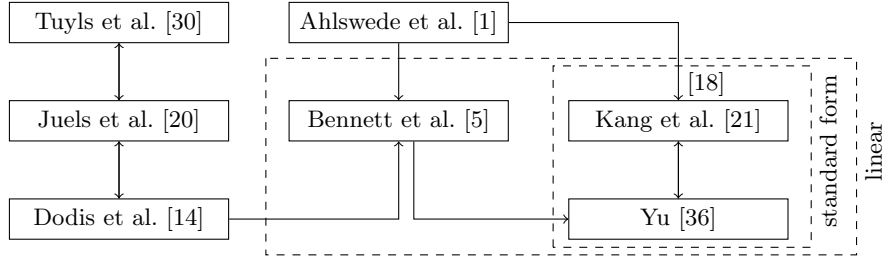 Tuyls et al. [30]
Ahlswede et al. [1]
[18]
Juels et al. [20]
Bennett et al. [5]
Kang et al. [21]
Dodis et al. [14]
Yu [36]
standard form
linear